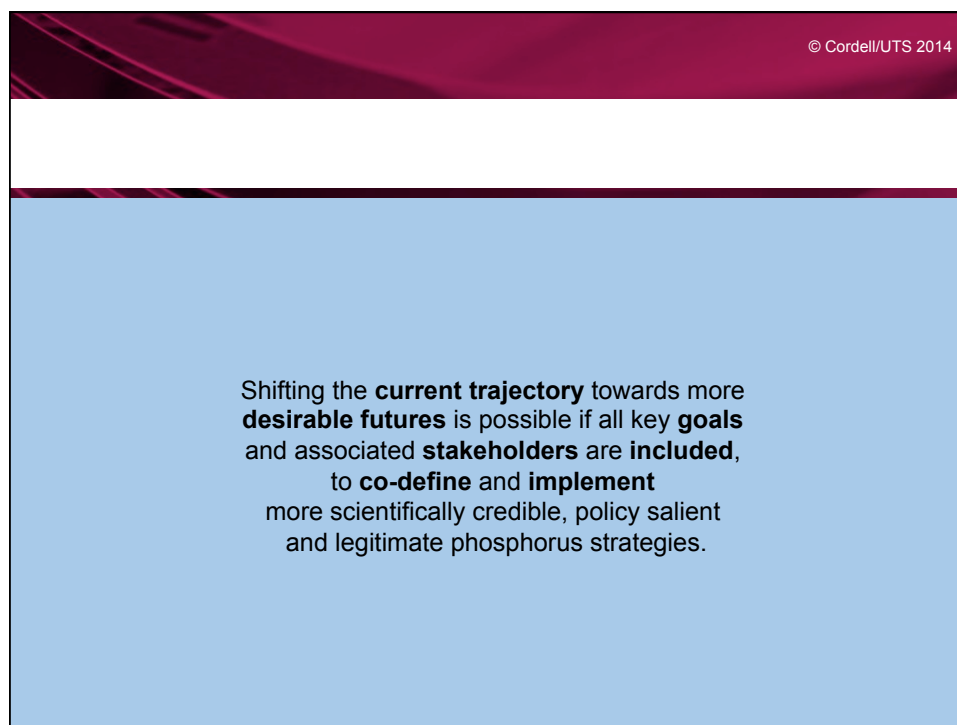 © Cordell/UTS 2014
Shifting the current trajectory towards more
desirable futures is possible if all key goals
and associated stakeholders are included,
to co-define and implement
more scientifically credible, policy salient
and legitimate phosphorus strategies.